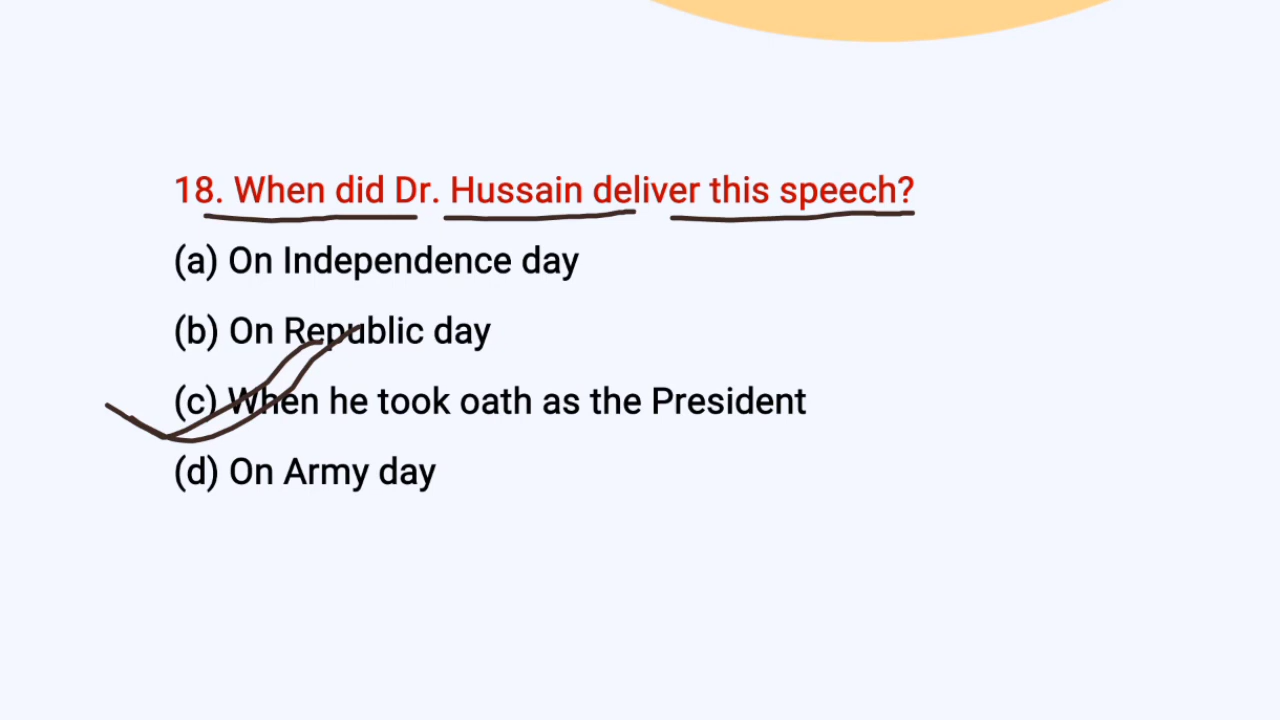 18. When did Dr. Hussain deliver this speech?
(a) On Independence day
(b) On Republic day
(c) When he took oath as the President
(d) On Army day